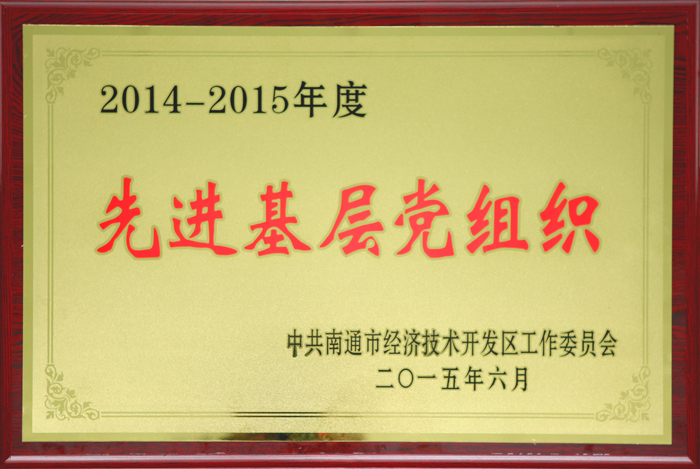 2014-2015年度
先进基层党组织
中共南通市经济技术开发区工作委员会
二〇一五年六月